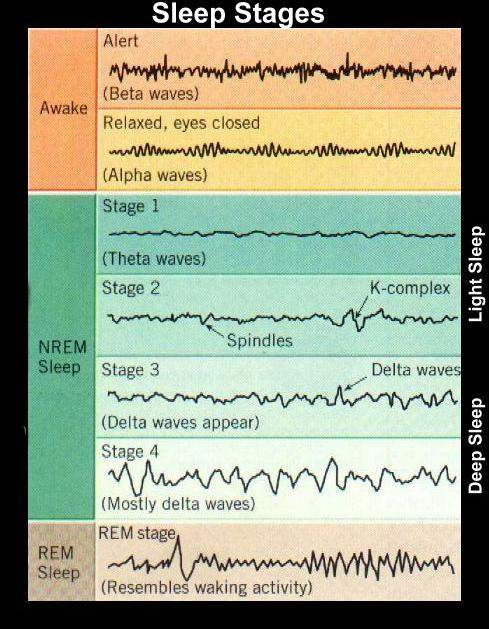 Sleep Stages
Awake
Alert
(Beta waves)
Relaxed, eyes closed
(Alpha waves)
NREM
Sleep
Stage 1
(Theta waves)
Stage 2
K-complex
Spindles
Stage 3
Delta waves
(Delta waves appear)
Stage 4
(Mostly delta waves)
Light Sleep
Deep Sleep
REM
Sleep
REM stage
(Resembles waking activity)